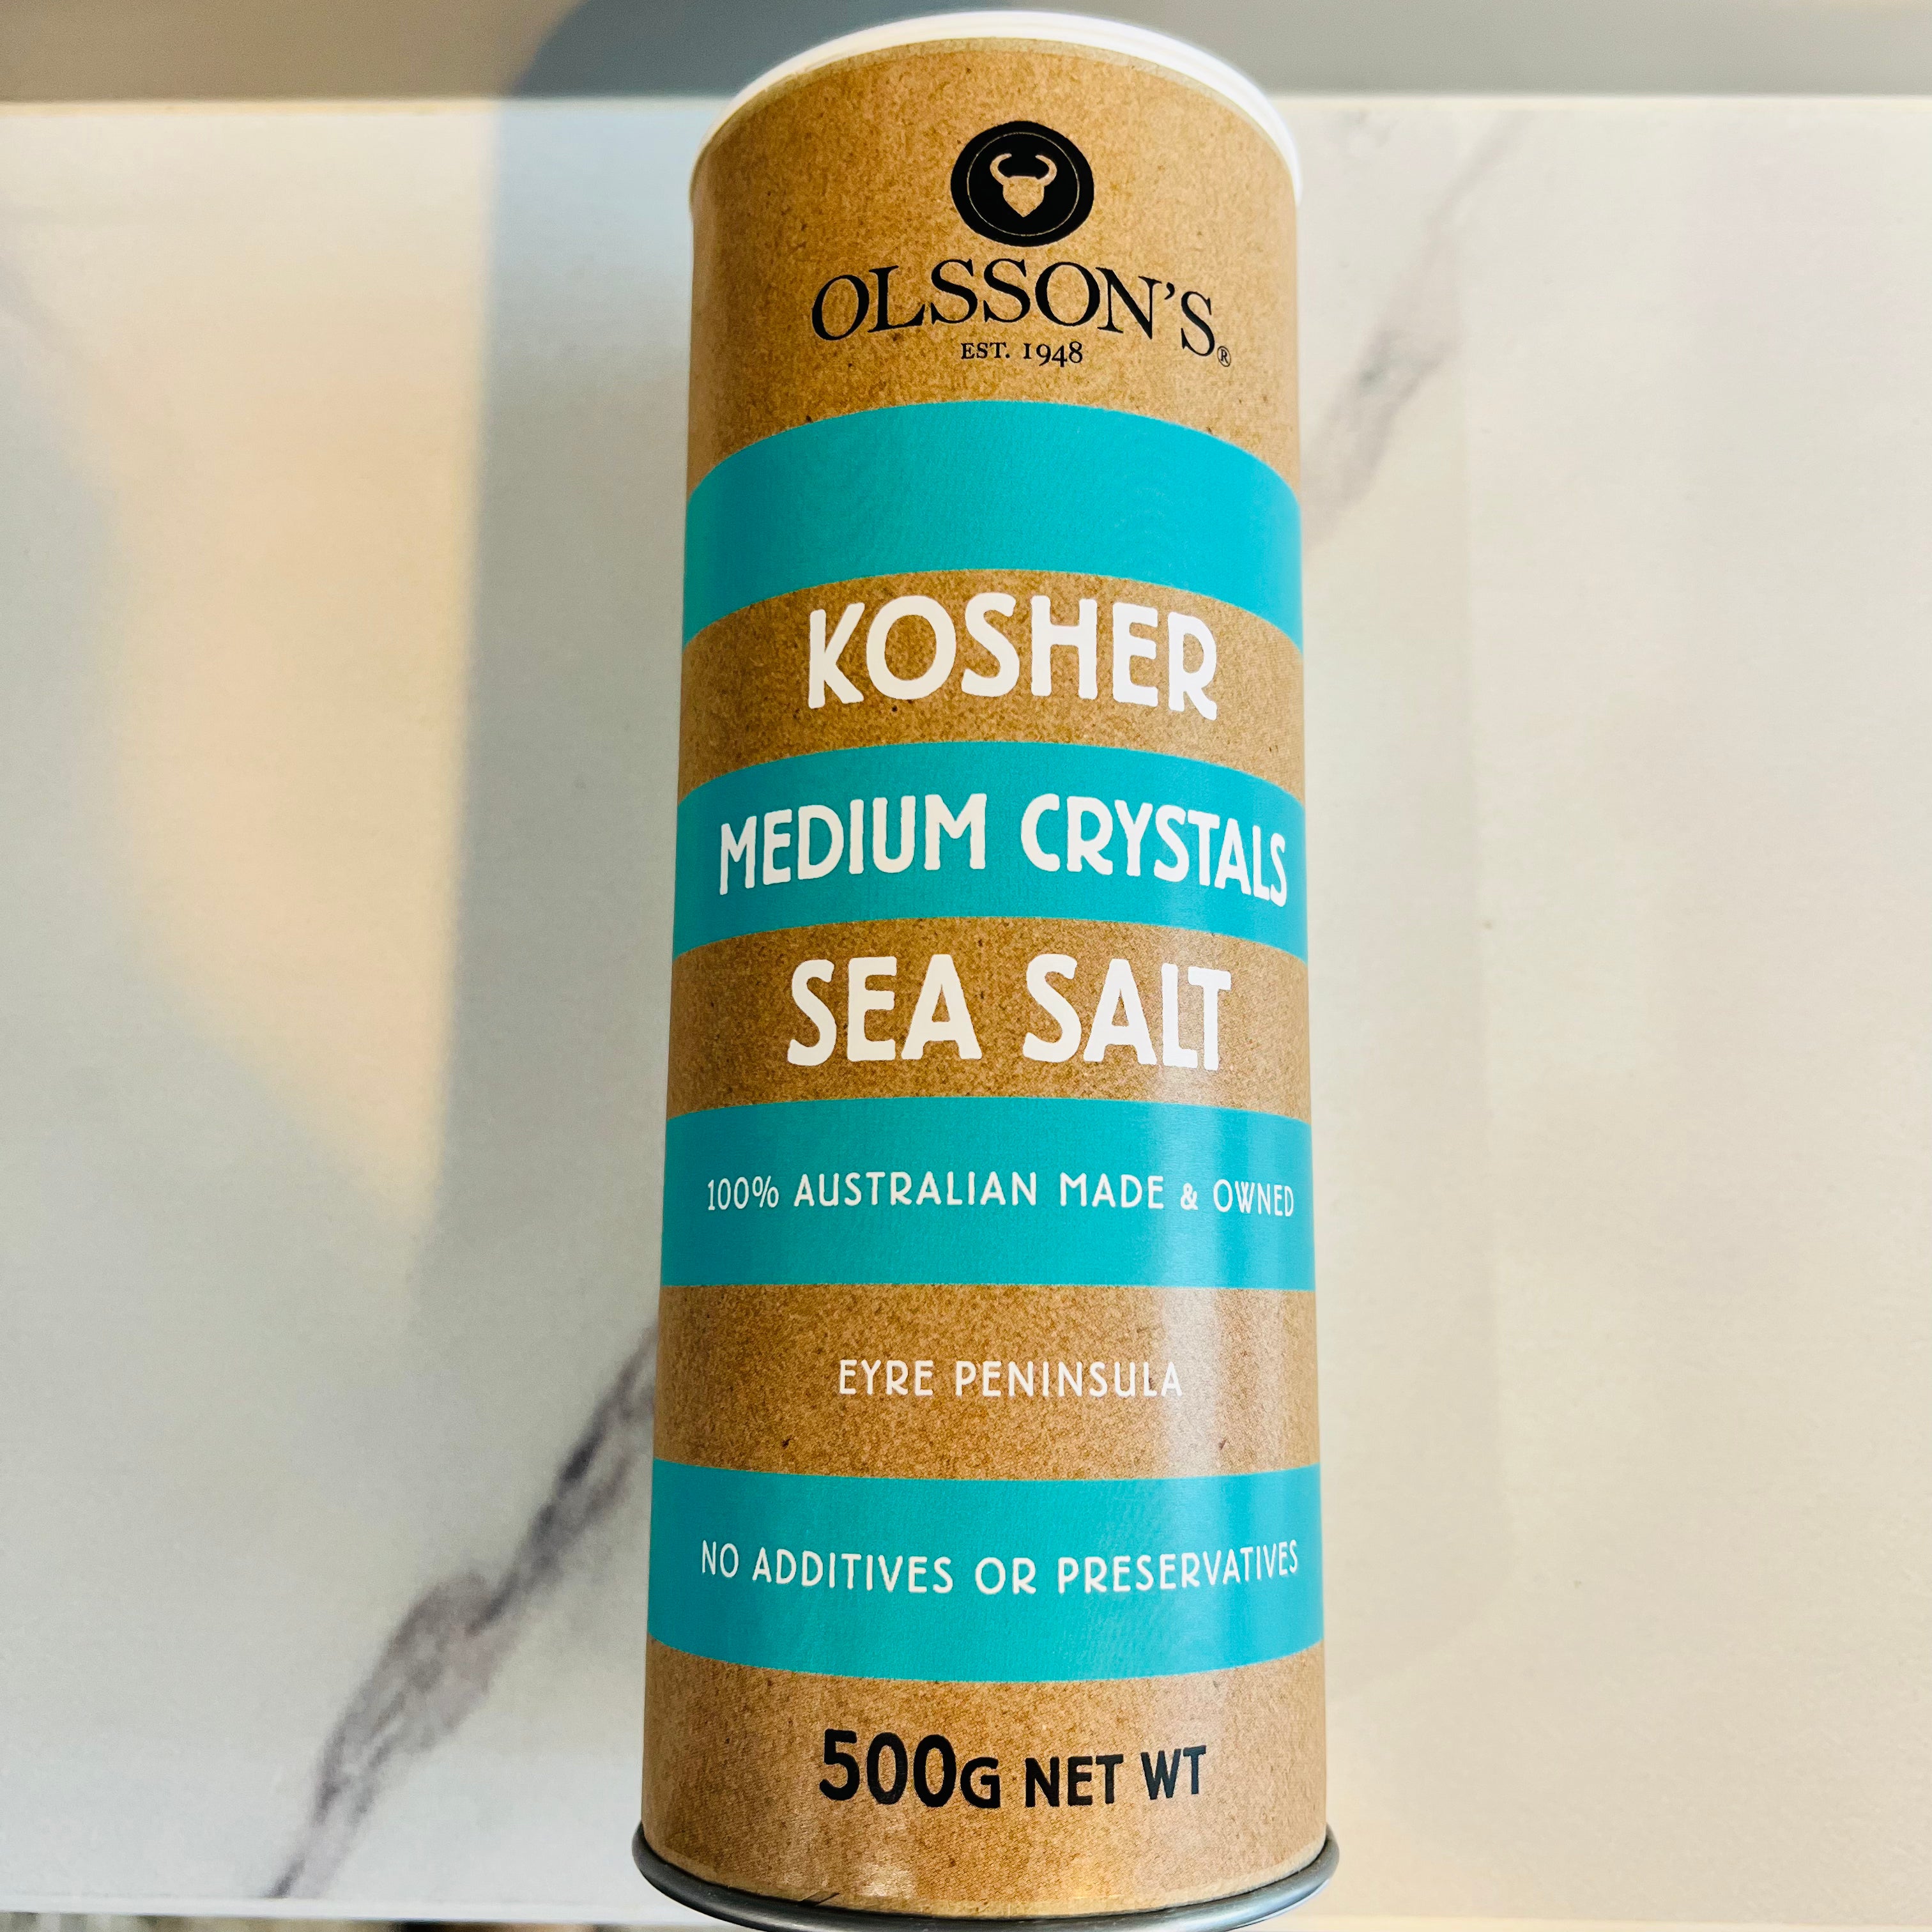 OLSSON'S®
EST. 1948
KOSHER
MEDIUM CRYSTALS
SEA SALT
100% AUSTRALIAN MADE & OWNED
EYRE PENINSULA
NO ADDITIVES OR PRESERVATIVES
500G NET WT